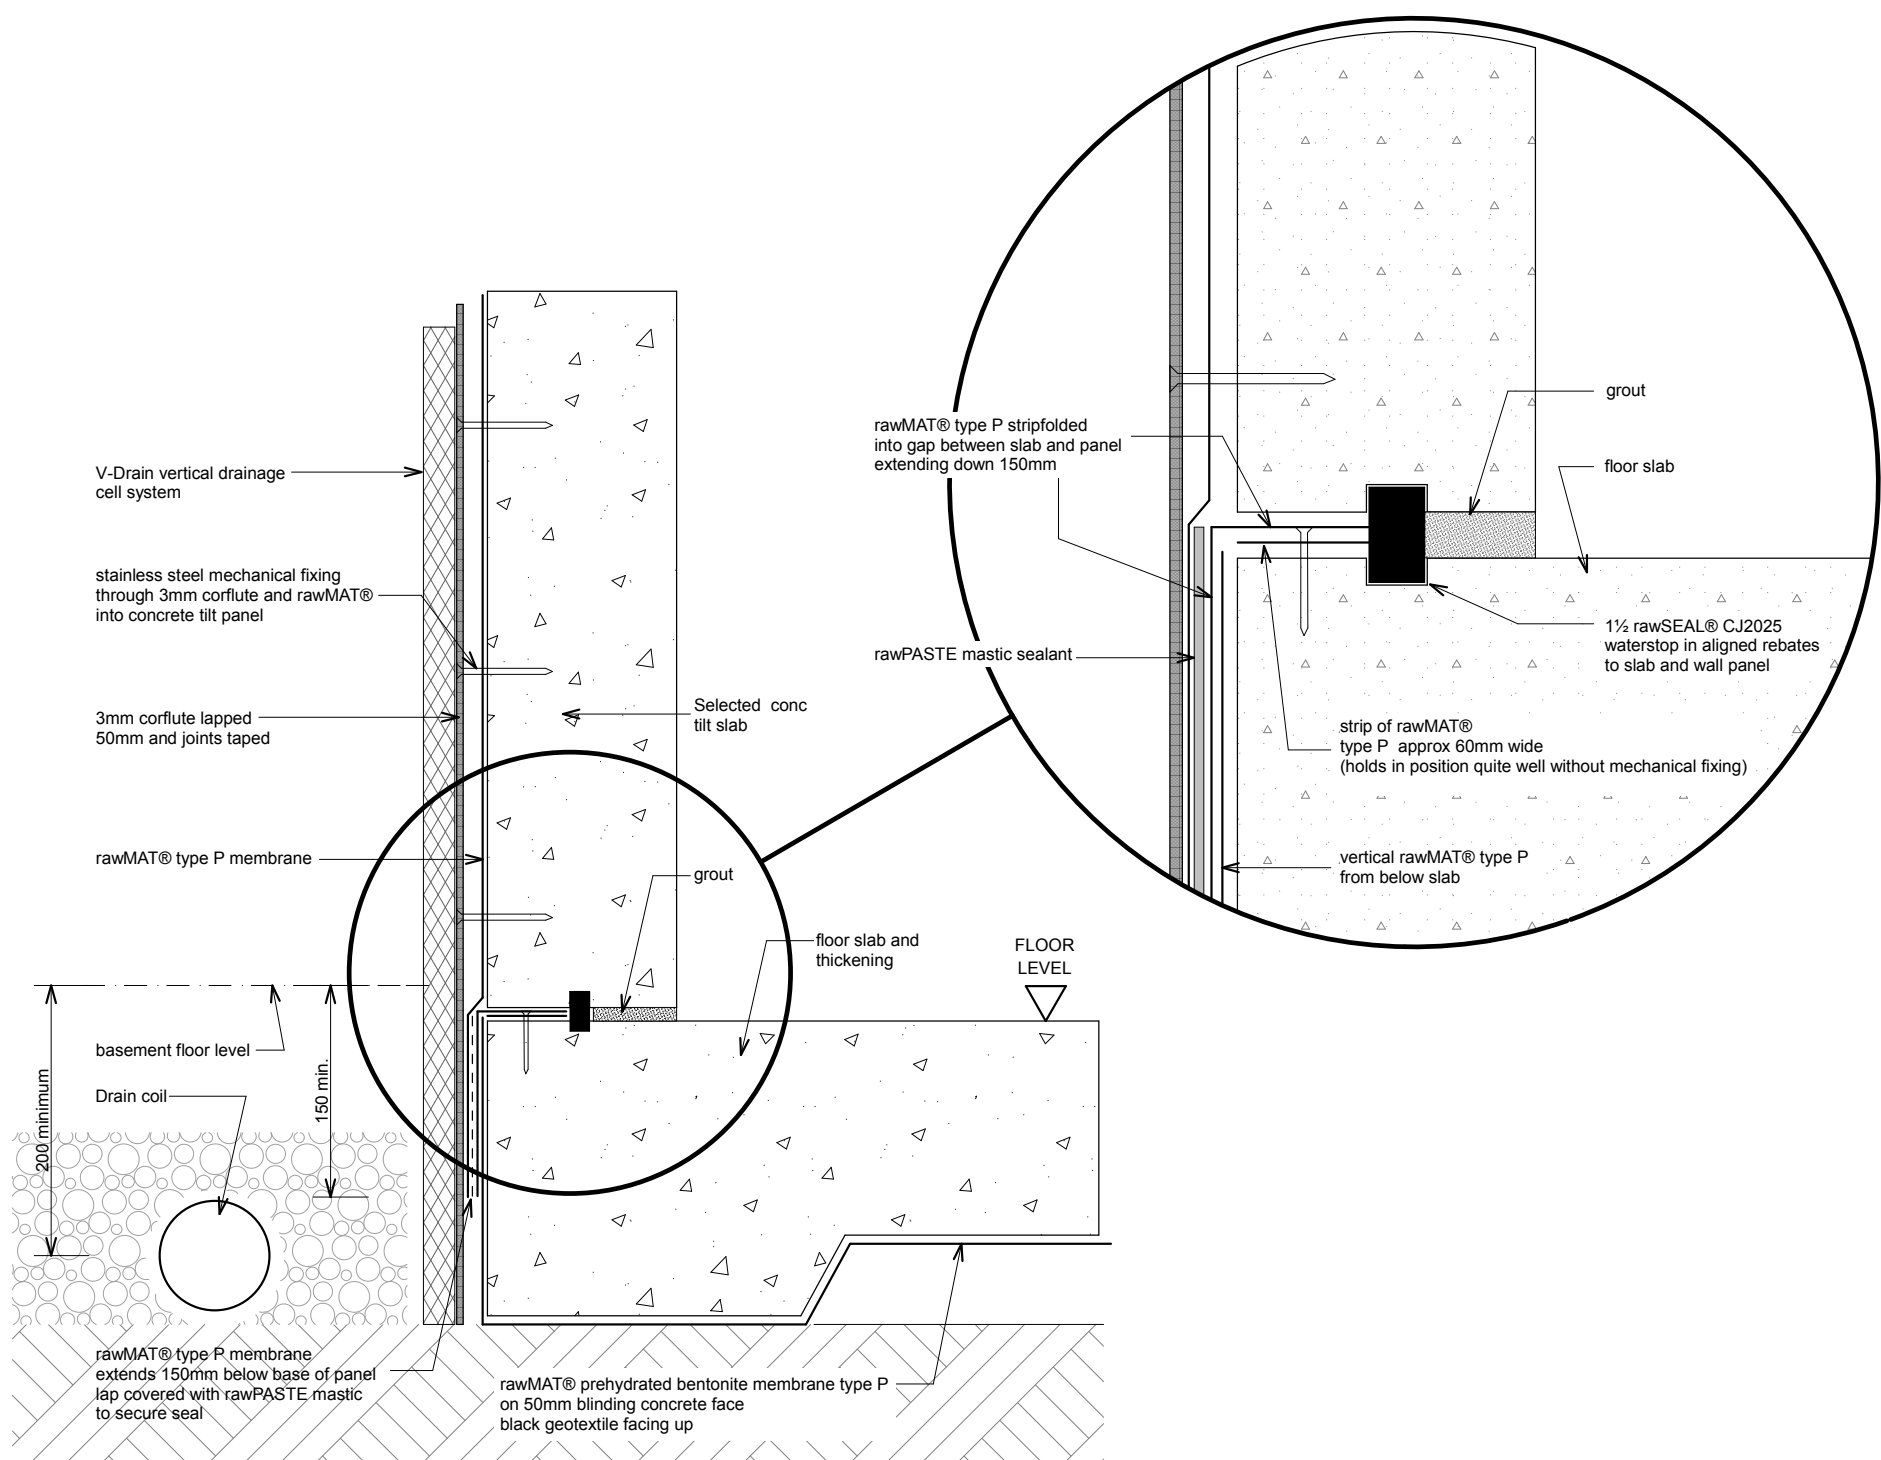 rawMAT® type P stripfolded
into gap between slab and panel
extending down 150mm
grout
floor slab
rawPASTE mastic sealant
1½ rawSEAL® CJ2025
waterstop in aligned rebates
to slab and wall panel
strip of rawMAT®
type P approx 60mm wide
(holds in position quite well without mechanical fixing)
vertical rawMAT® type P
from below slab
V-Drain vertical drainage
cell system
stainless steel mechanical fixing
through 3mm corflute and rawMAT®
into concrete tilt panel
3mm corflute lapped
50mm and joints taped
Selected conc
tilt slab
rawMAT® type P membrane
grout
floor slab and
thickening
FLOOR
LEVEL
basement floor level
Drain coil
200 minimum
150 min.
rawMAT® type P membrane
extends 150mm below base of panel
lap covered with rawPASTE mastic
to secure seal
rawMAT® prehydrated bentonite membrane type P
on 50mm blinding concrete face
black geotextile facing up